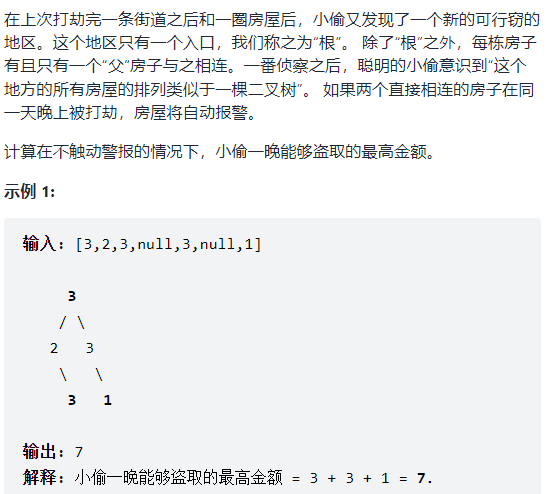 在上次打劫完一条街道之后和一圈房屋后，小偷又发现了一个新的可行窃的
地区。这个地区只有一个入口，我们称之为“根”。 除了“根”之外，每栋房子
有且只有一个“父“房子与之相连。一番侦察之后，聪明的小偷意识到“这个
地方的所有房屋的排列类似于一棵二叉树”。 如果两个直接相连的房子在同
一天晚上被打劫，房屋将自动报警。
计算在不触动警报的情况下，小偷一晚能够盗取的最高金额。
示例 1:
输入: [3,2,3,null,3,null,1]
3
/ \
2 3
\ \
3 1
输出: 7
解释: 小偷一晚能够盗取的最高金额 = 3 + 3 + 1 = 7.